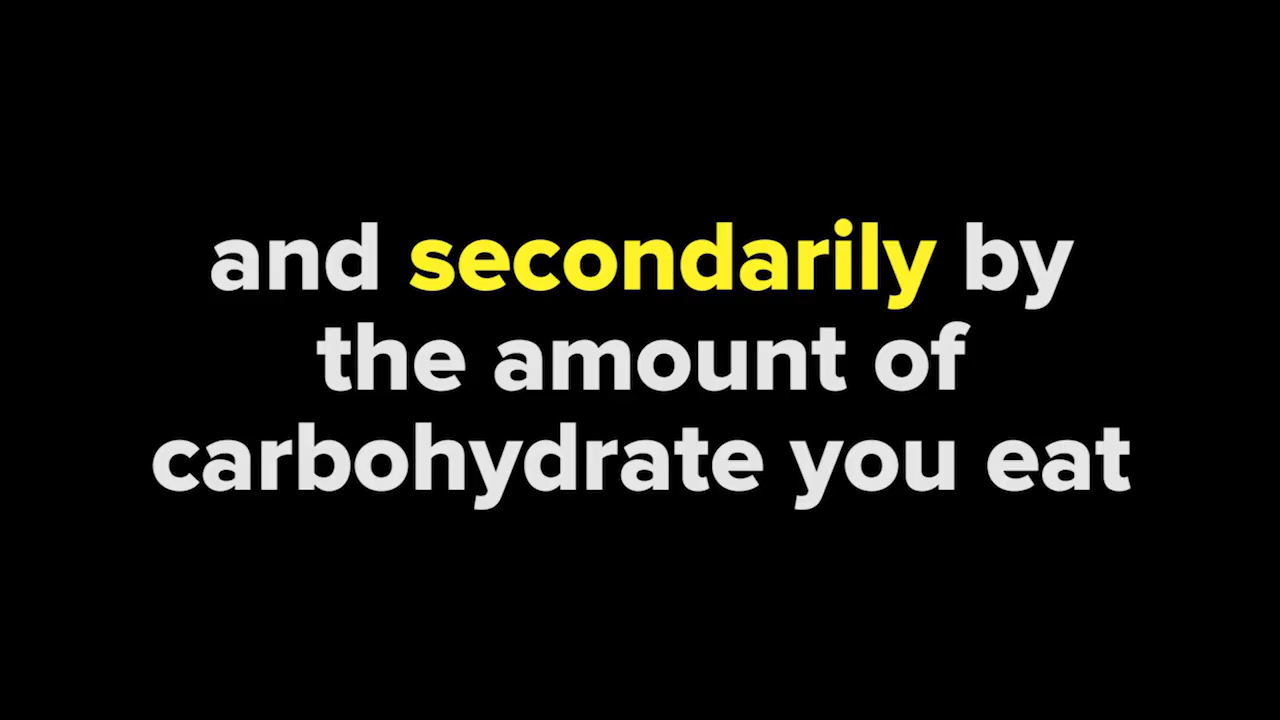 and secondarily by
the amount of
carbohydrate you eat